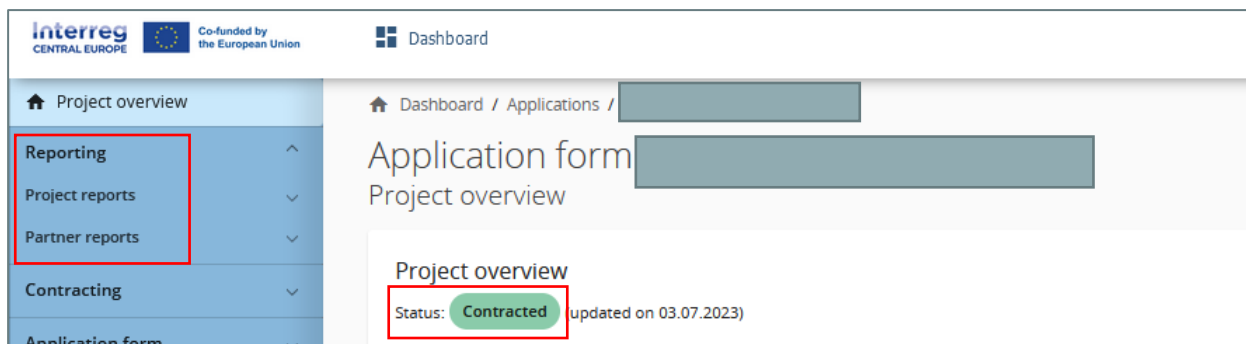 Interreg
CENTRAL EUROPE
Co-funded by
the European Union
Dashboard
Project overview
Reporting
Project reports
Partner reports
Contracting
Application form
Dashboard / Applications /
Application form
Project overview
Project overview
Status: Contracted (updated on 03.07.2023)